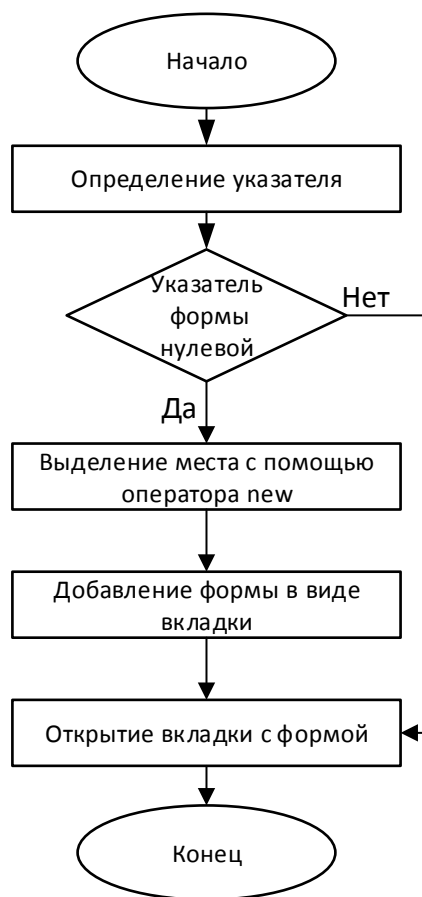 Начало
Определение указателя
Указатель
формы
нулевой
Нет
Да
Выделение места с помощью
оператора new
Добавление формы в виде
вкладки
Открытие вкладки с формой
Конец